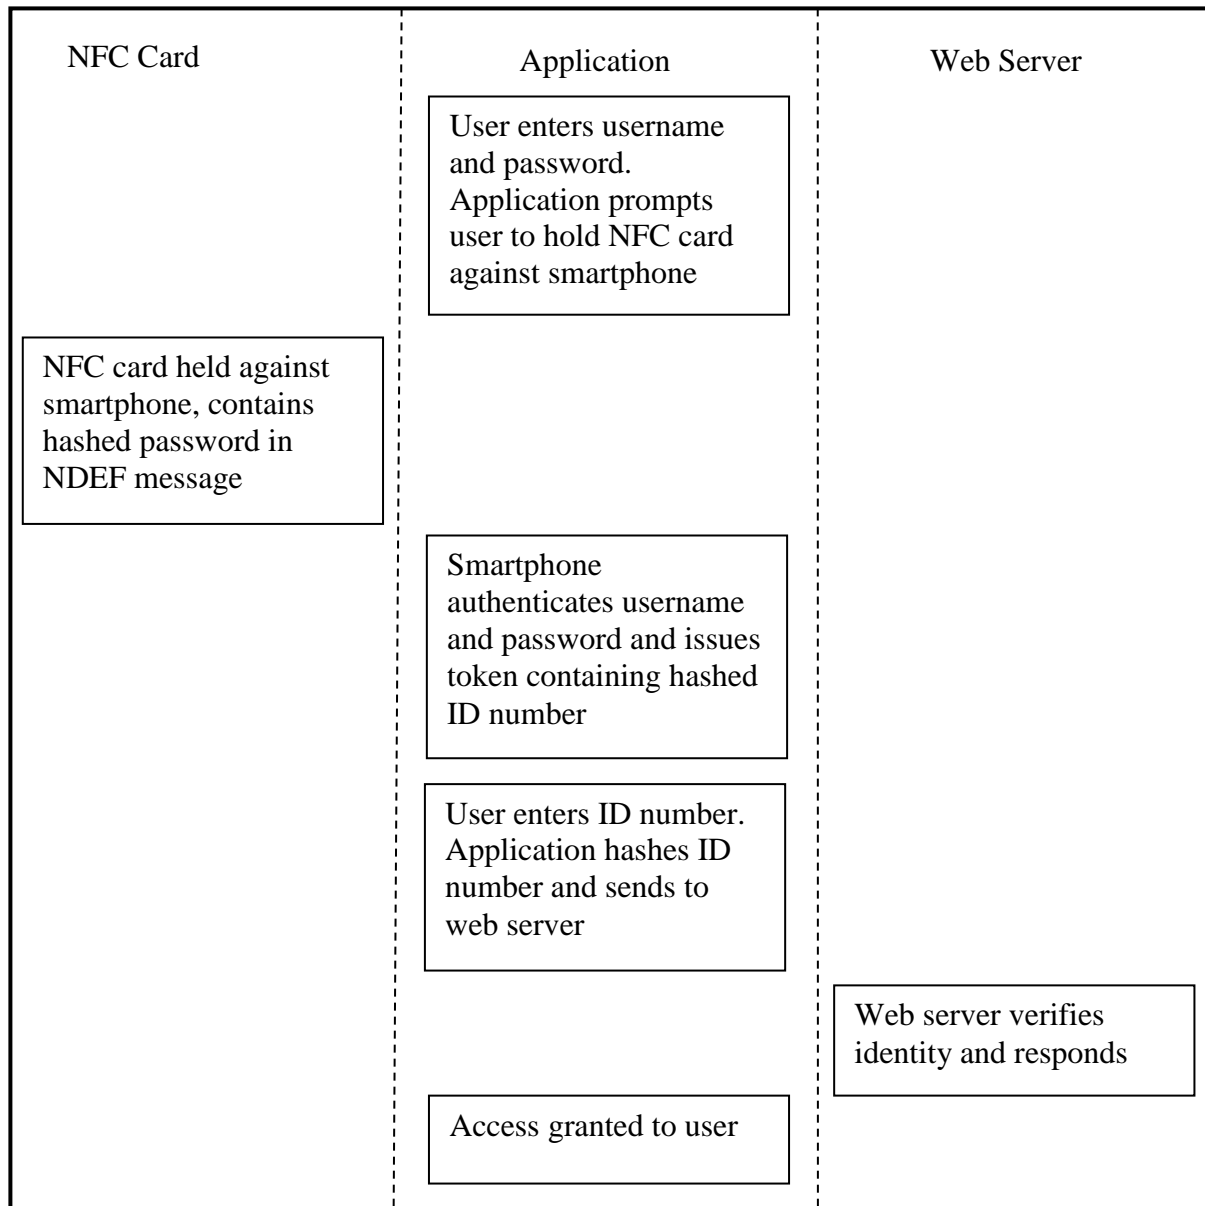 NFC Card
Application
Web Server
User enters username
and password.
Application prompts
user to hold NFC card
against smartphone
NFC card held against
smartphone, contains
hashed password in
NDEF message
Smartphone
authenticates username
and password and issues
token containing hashed
ID number
User enters ID number.
Application hashes ID
number and sends to
web server
Web server verifies
identity and responds
Access granted to user